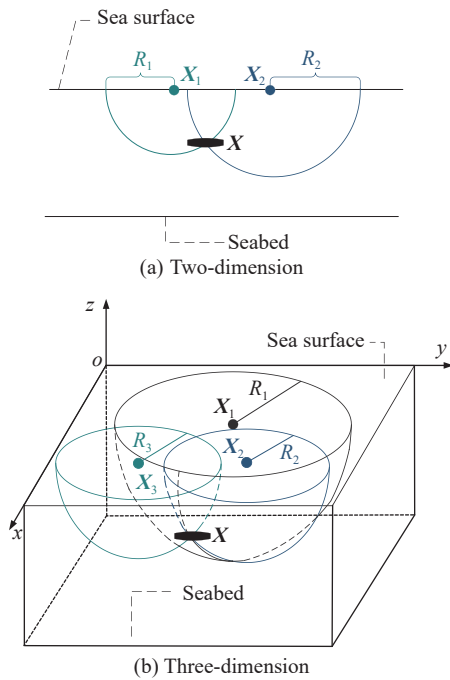 Sea surface
R₁
X₁
X₂
R₂
X
Seabed
(a) Two-dimension
z
o
Sea surface
y
R₁
X₁
R₃
X₂
R₂
X₃
x
X
Seabed
(b) Three-dimension